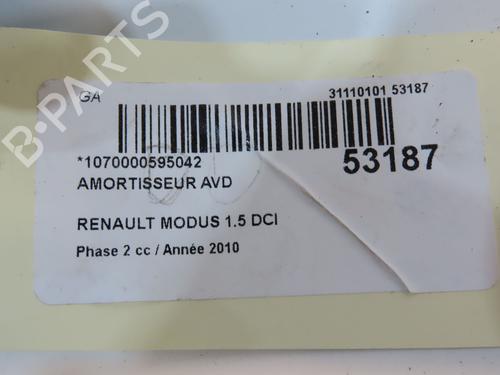 B-PARTS
GA
31110101 53187
*1070000595042
53187
AMORTISSEUR AVD
RENAULT MODUS 1.5 DCI
Phase 2 cc / Année 2010